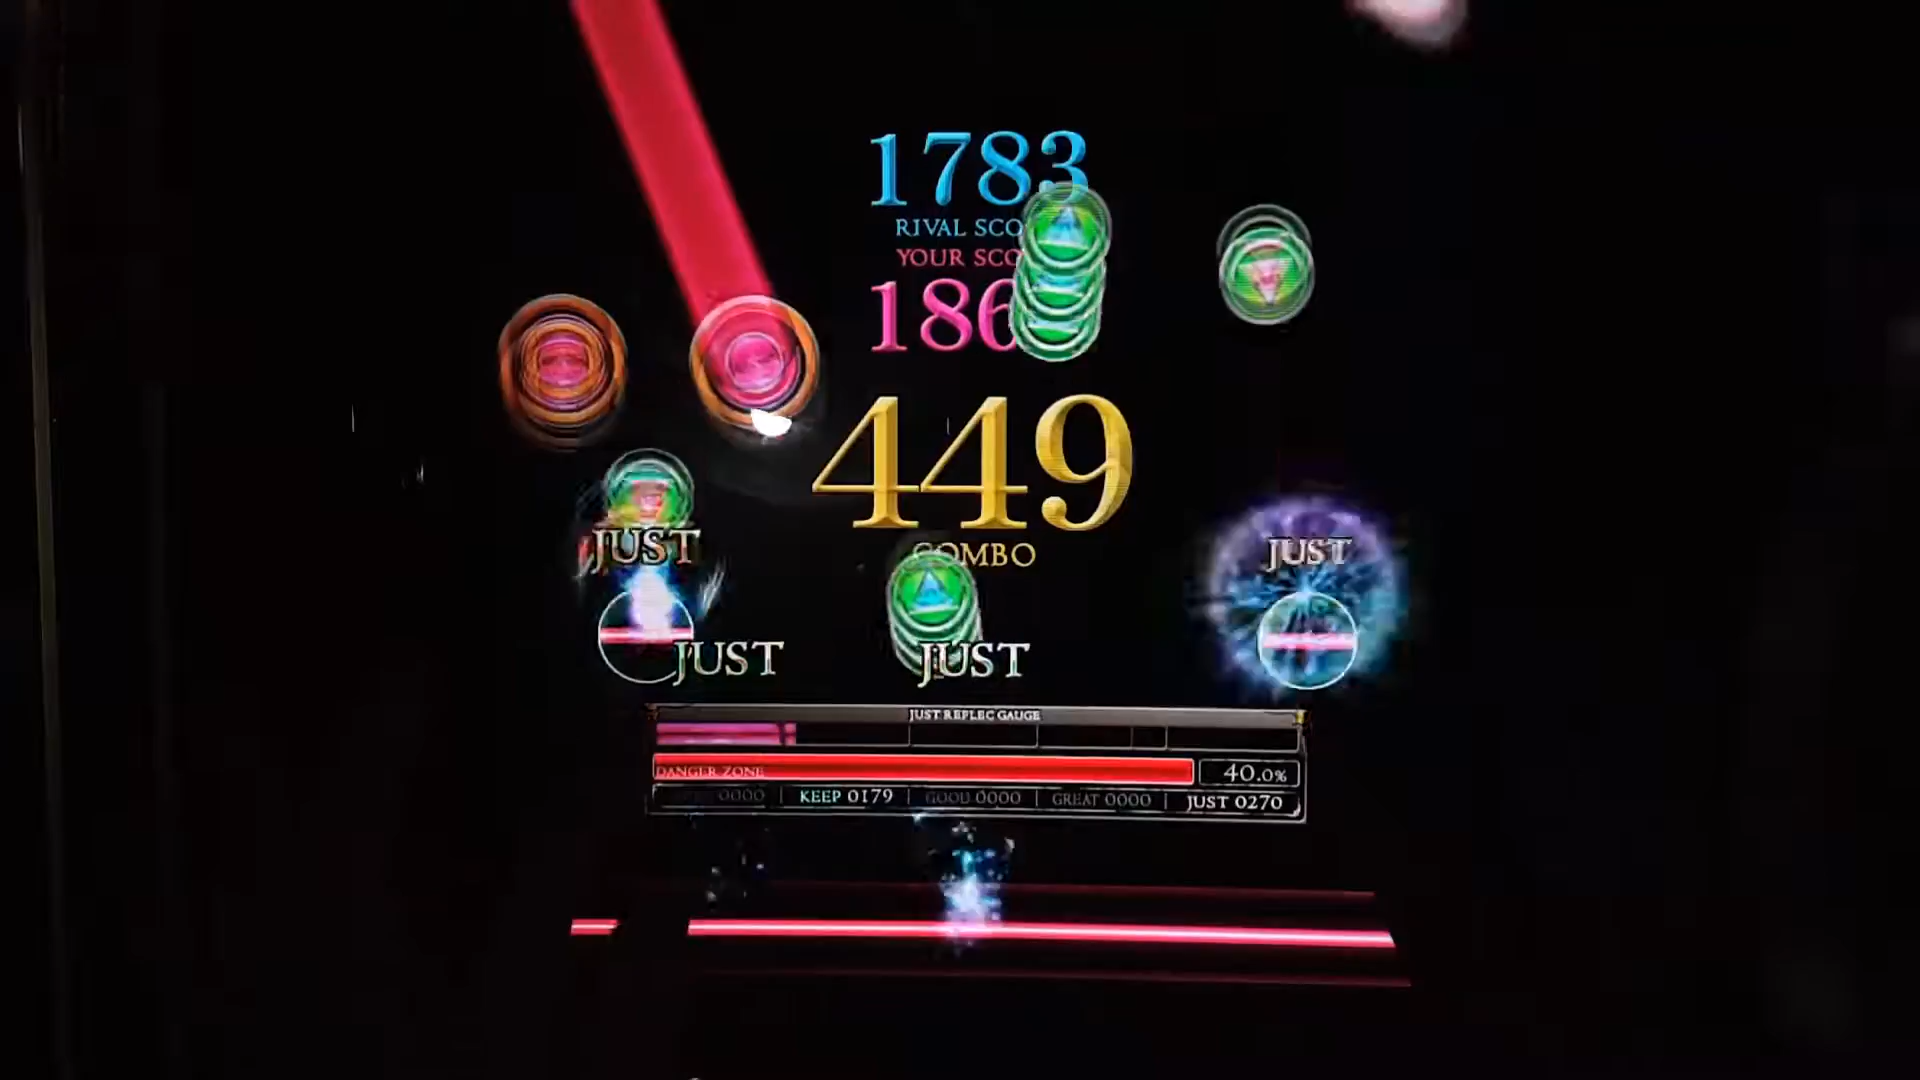 1783
RIVAL SCO
YOUR SCO
186
449
COMBO
JUST
JUST
JUST
JUST
JUST REFLEC GAUGE
DANGER ZONE 40.0%
0000 KEEP 0179 GOOD 0000 GREAT 0000 JUST 0270